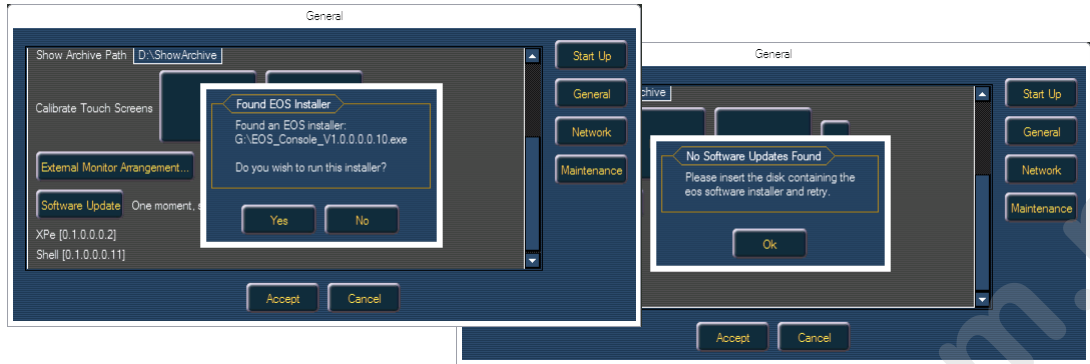 General
Show Archive Path D:\ShowArchive
Calibrate Touch Screens
External Monitor Arrangement...
Software Update One moment, s
XPe [0.1.0.0.0.2]
Shell [0.1.0.0.0.11]
Found EOS Installer
Found an EOS installer:
G:\EOS_Console_V1.0.0.0.0.10.exe
Do you wish to run this installer?
Yes No
Start Up
General
Network
Maintenance
Accept Cancel
General
chive
No Software Updates Found
Please insert the disk containing the
eos software installer and retry.
Ok
Start Up
General
Network
Maintenance
Accept Cancel